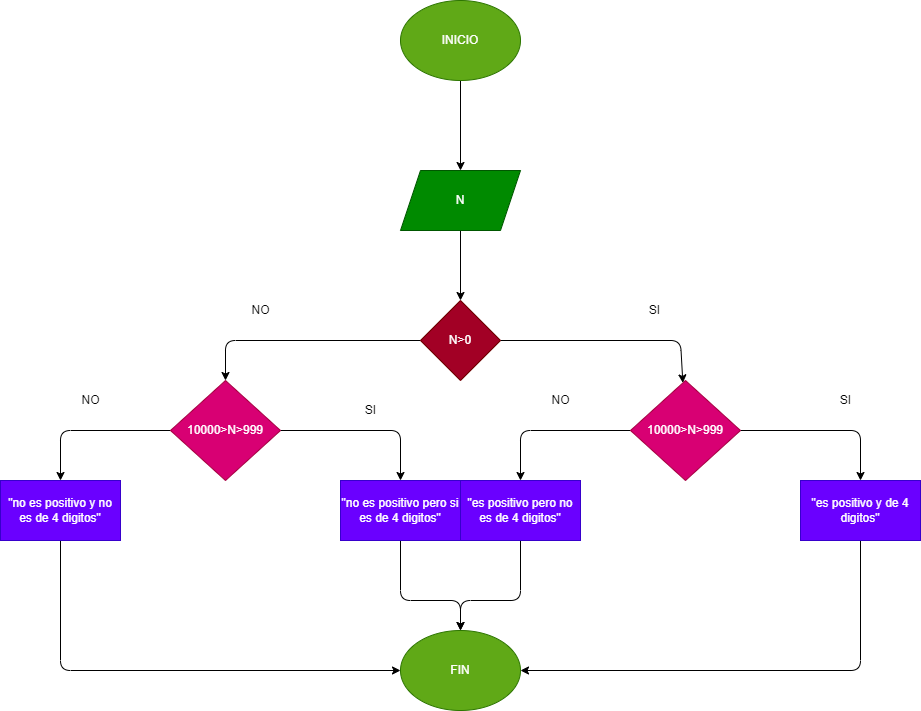 INICIO
N
NO
SI
N>0
NO
SI
NO
SI
10000>N>999
10000>N>999
"no es positivo y no
es de 4 digitos"
"no es positivo pero si
es de 4 digitos"
"es positivo pero no
es de 4 digitos"
"es positivo y de 4
digitos"
FIN